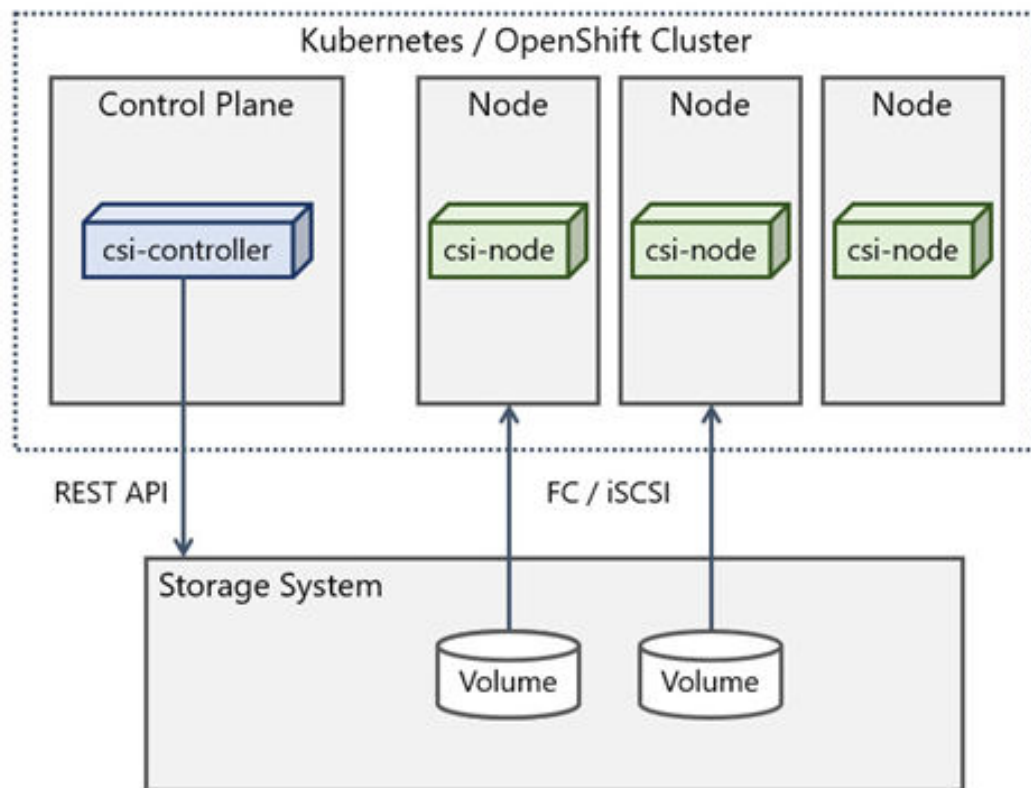 Kubernetes / OpenShift Cluster
Control Plane
Node
Node
Node
csi-controller
csi-node
csi-node
csi-node
REST API
FC / iSCSI
Storage System
Volume
Volume